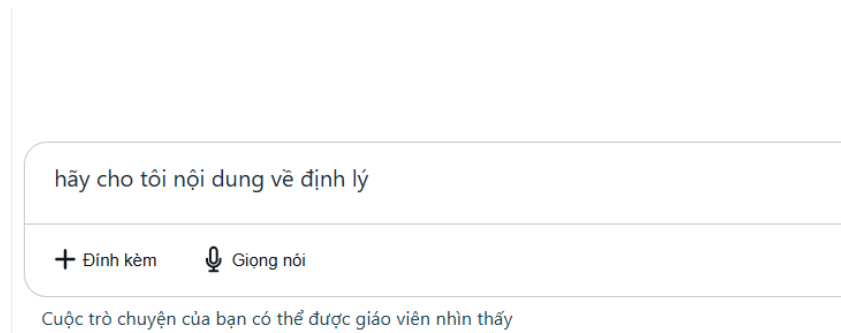 hãy cho tôi nội dung về định lý
Đính kèm Giọng nói
Cuộc trò chuyện của bạn có thể được giáo viên nhìn thấy